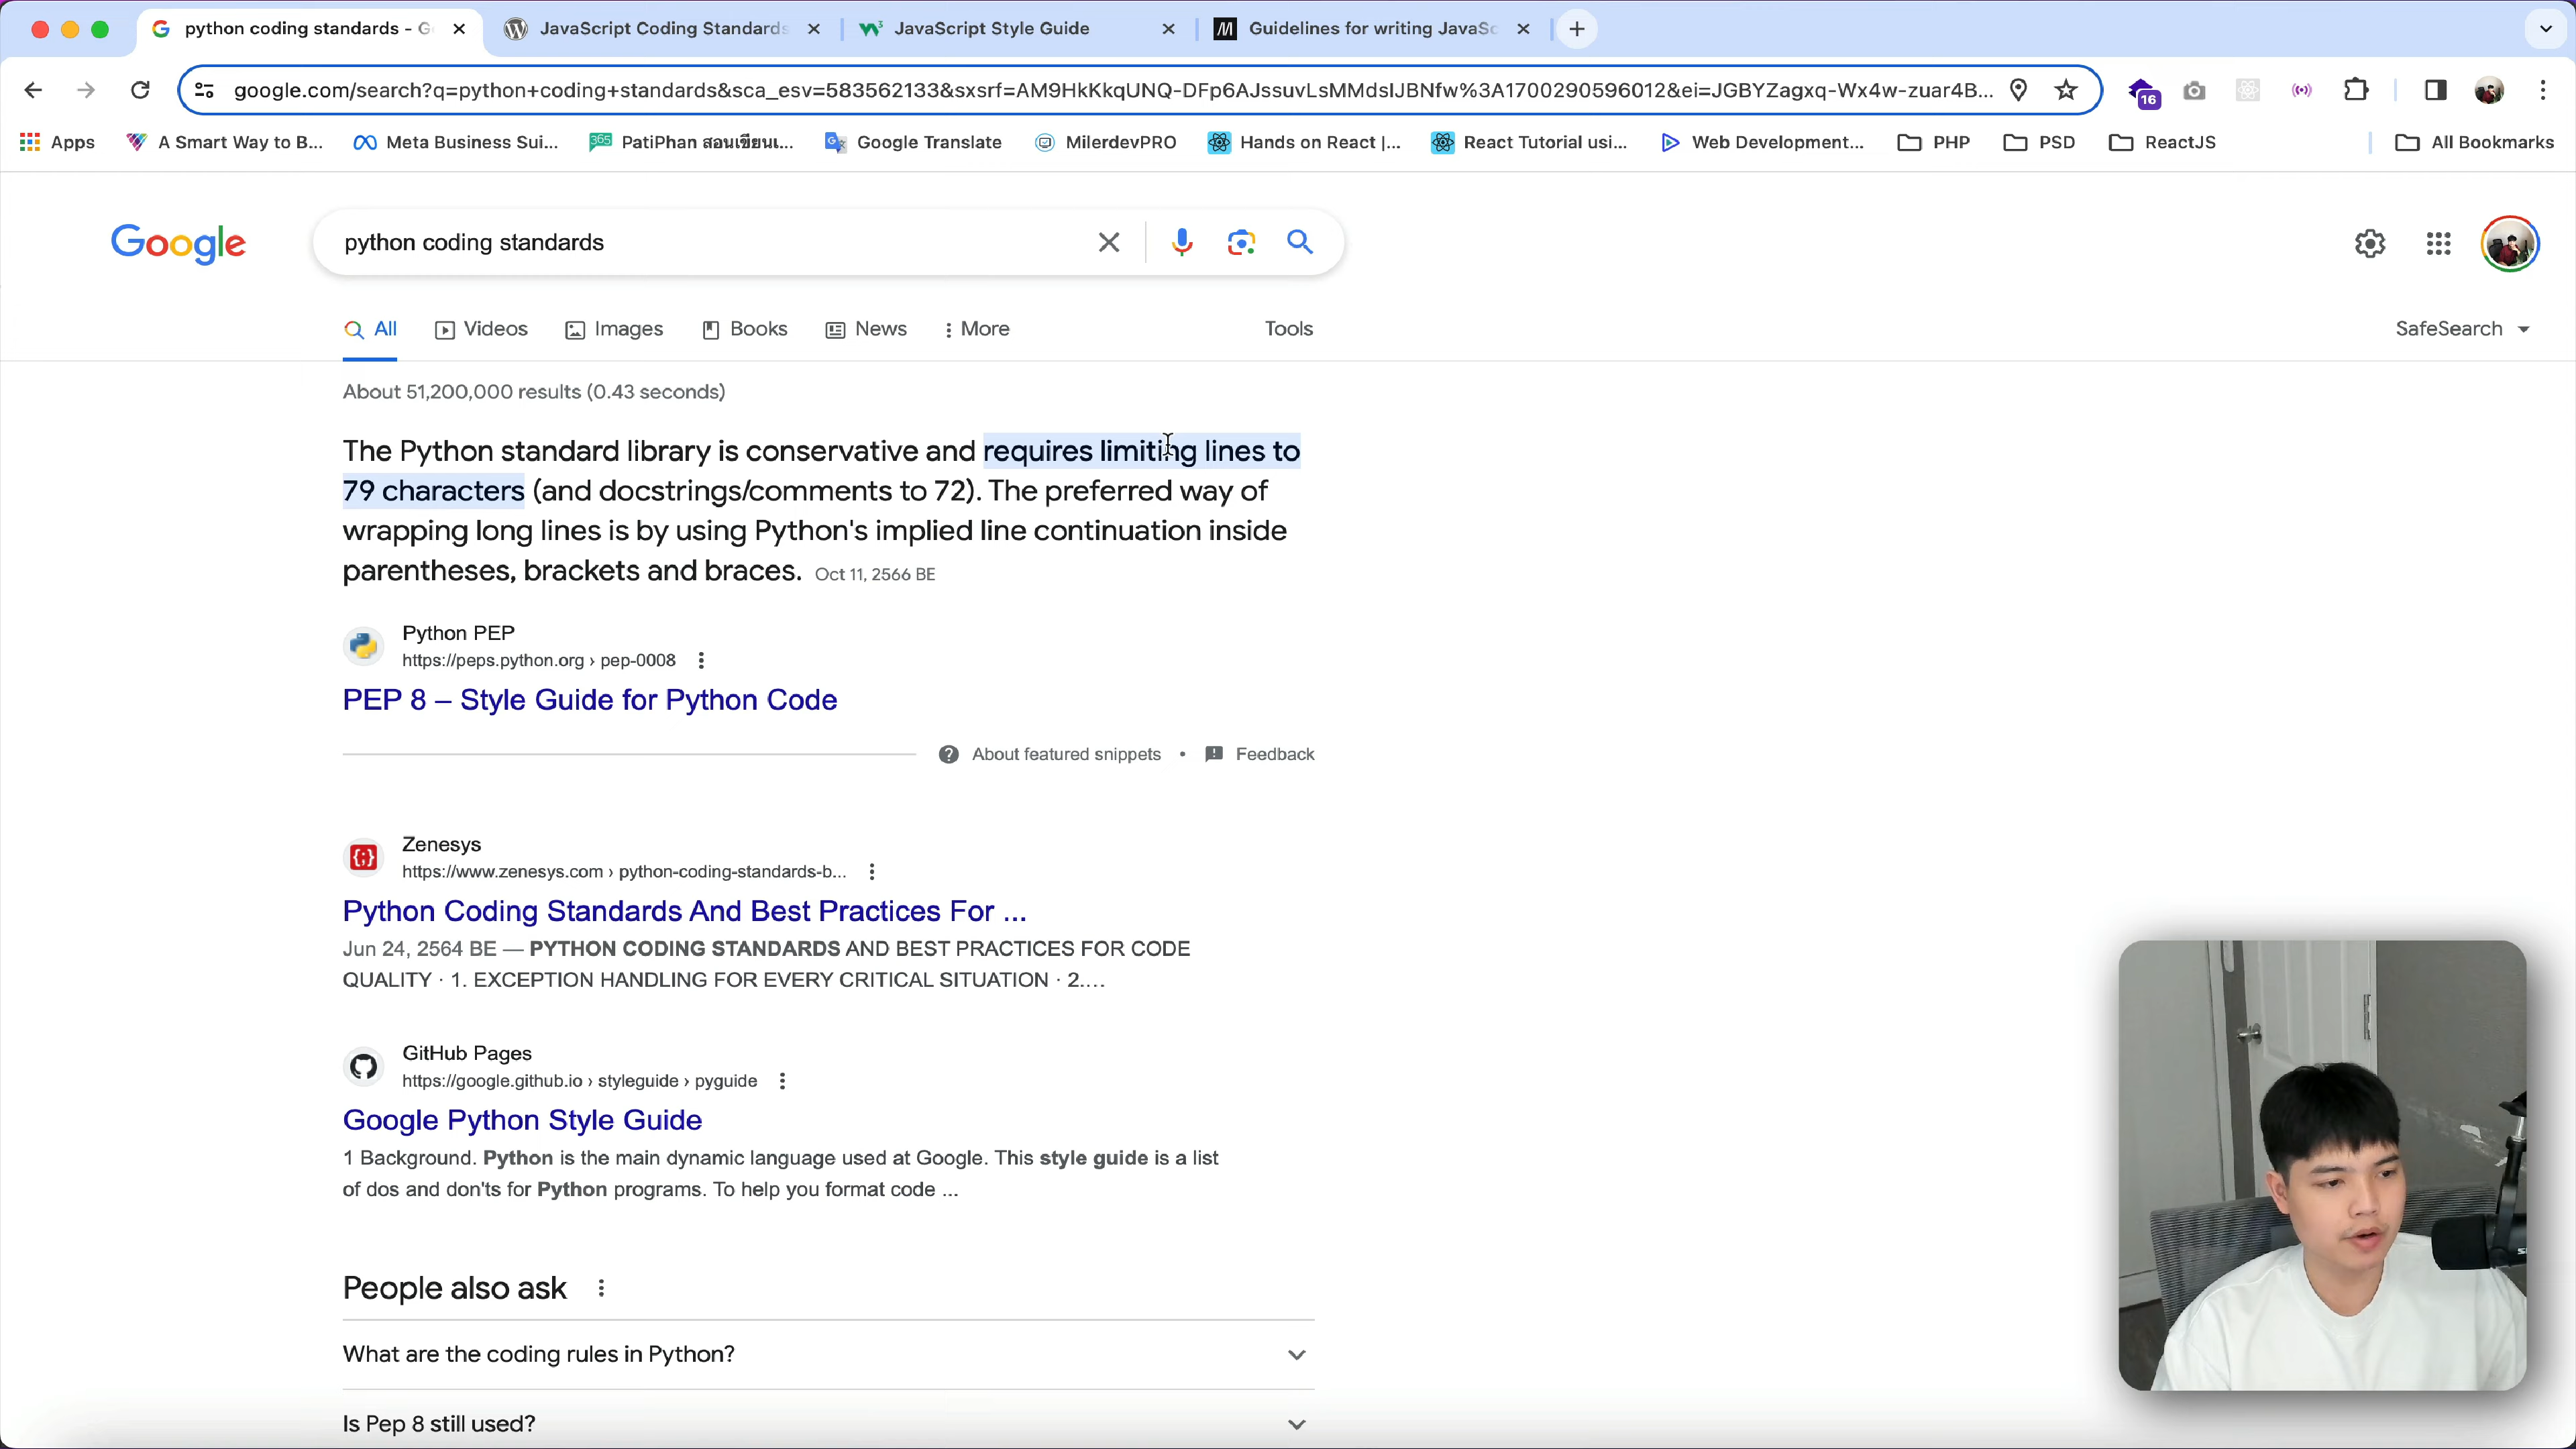 python coding standards - G
JavaScript Coding Standards
JavaScript Style Guide
Guidelines for writing JavaSc
google.com/search?q=python+coding+standards&sca_esv=583562133&sxsrf=AM9HkKkqUNQ-DFp6AJssuvLsMMdsIJBNfw%3A1700290596012&ei=JGBYZagxq-Wx4w-zuar4B...
16
Apps
A Smart Way to B...
Meta Business Sui...
PatiPhan สอนเขียนเ...
Google Translate
MilerdevPRO
Hands on React |...
React Tutorial usi...
Web Development...
PHP
PSD
ReactJS
All Bookmarks
Google
python coding standards
All
Videos
Images
Books
News
More
Tools
SafeSearch
About 51,200,000 results (0.43 seconds)
The Python standard library is conservative and requires limiting lines to
79 characters (and docstrings/comments to 72). The preferred way of
wrapping long lines is by using Python's implied line continuation inside
parentheses, brackets and braces. Oct 11, 2566 BE
Python PEP
https://peps.python.org › pep-0008
PEP 8 – Style Guide for Python Code
About featured snippets • Feedback
Zenesys
https://www.zenesys.com › python-coding-standards-b...
Python Coding Standards And Best Practices For ...
Jun 24, 2564 BE — PYTHON CODING STANDARDS AND BEST PRACTICES FOR CODE
QUALITY · 1. EXCEPTION HANDLING FOR EVERY CRITICAL SITUATION · 2....
GitHub Pages
https://google.github.io › styleguide › pyguide
Google Python Style Guide
1 Background. Python is the main dynamic language used at Google. This style guide is a list
of dos and don'ts for Python programs. To help you format code ...
People also ask
What are the coding rules in Python?
Is Pep 8 still used?